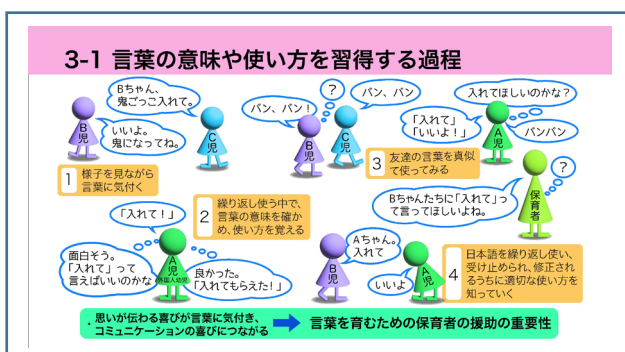 3-1 言葉の意味や使い方を習得する過程
Bちゃん、
鬼ごっこ入れて。
B児
いいよ。
鬼になってね。
C児
1
様子を見ながら
言葉に気付く
バン、バン!
?
バン、バン
B児
C児
3
友達の言葉を真似
て使ってみる
入れてほしいのかな?
「入れて」
「いいよ!」
A児
バンバン
?
Bちゃんたちに「入れて」っ
て言ってほしいよね。
保育者
「入れて!」
2
繰り返し使う中で、
言葉の意味を確か
め、使い方を覚える
面白そう。
「入れて」って
言えばいいのかな
A児
外国人幼児
良かった。
「入れてもらえた!」
B児
Aちゃん。
入れて
いいよ
A児
4
日本語を繰り返し使い、
受け止められ、修正され
るうちに適切な使い方を
知っていく
・思いが伝わる喜びが言葉に気付き、
コミュニケーションの喜びにつながる
言葉を育むための保育者の援助の重要性